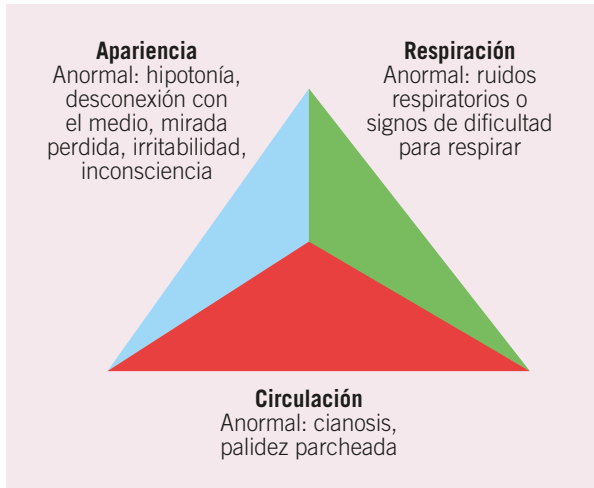 Apariencia
Anormal: hipotonía,
desconexión con
el medio, mirada
perdida, irritabilidad,
inconsciencia
Respiración
Anormal: ruidos
respiratorios o
signos de dificultad
para respirar
Circulación
Anormal: cianosis,
palidez parcheada